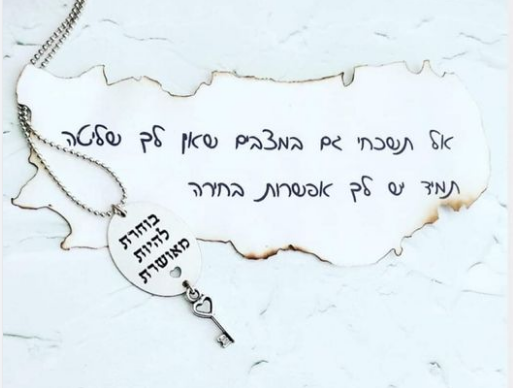 אל תשכחי גם במצבים שאין לך שליטה
תמיד יש לך אפשרות בחירה
בוחרת
להיות
מאושרת